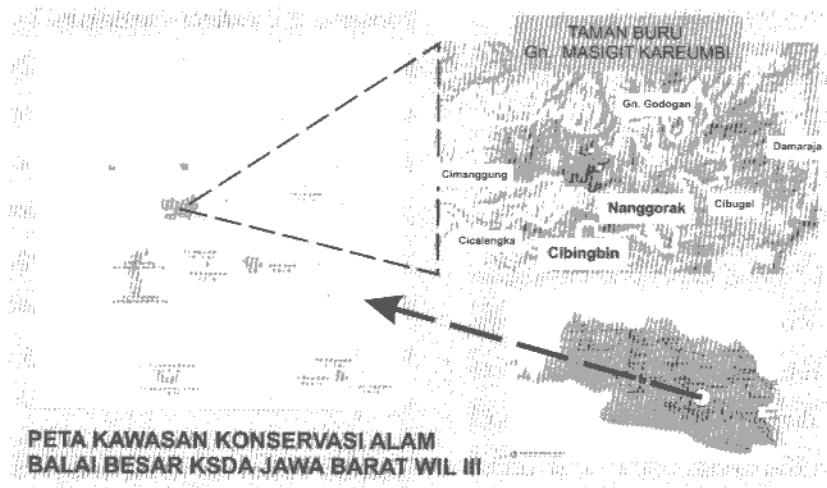 TAMAN BURU
Gn. MASIGIT KAREUMBI
Gn. Godogan
Damaraja
Cimanggung
Nanggorak
Cibugel
Cicalengka
Cibingbin
PETA KAWASAN KONSERVASI ALAM
BALAI BESAR KSDA JAWA BARAT WIL III